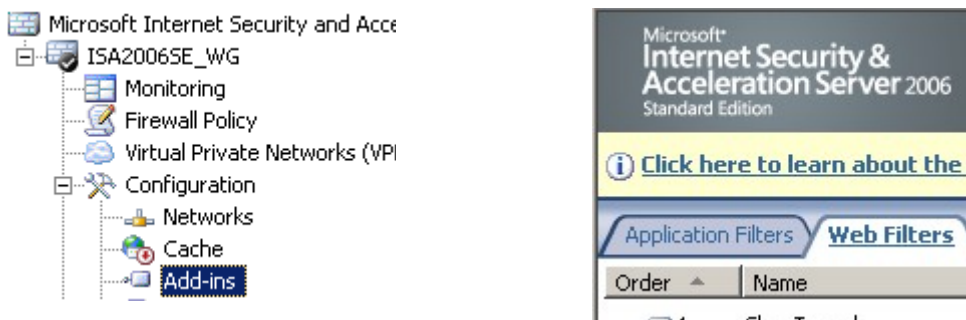 Microsoft Internet Security and Acce
ISA2006SE_WG
Monitoring
Firewall Policy
Virtual Private Networks (VP
Configuration
Networks
Cache
Add-ins
Microsoft
Internet Security &
Acceleration Server 2006
Standard Edition
Click here to learn about the
Application Filters Web Filters
Order Name